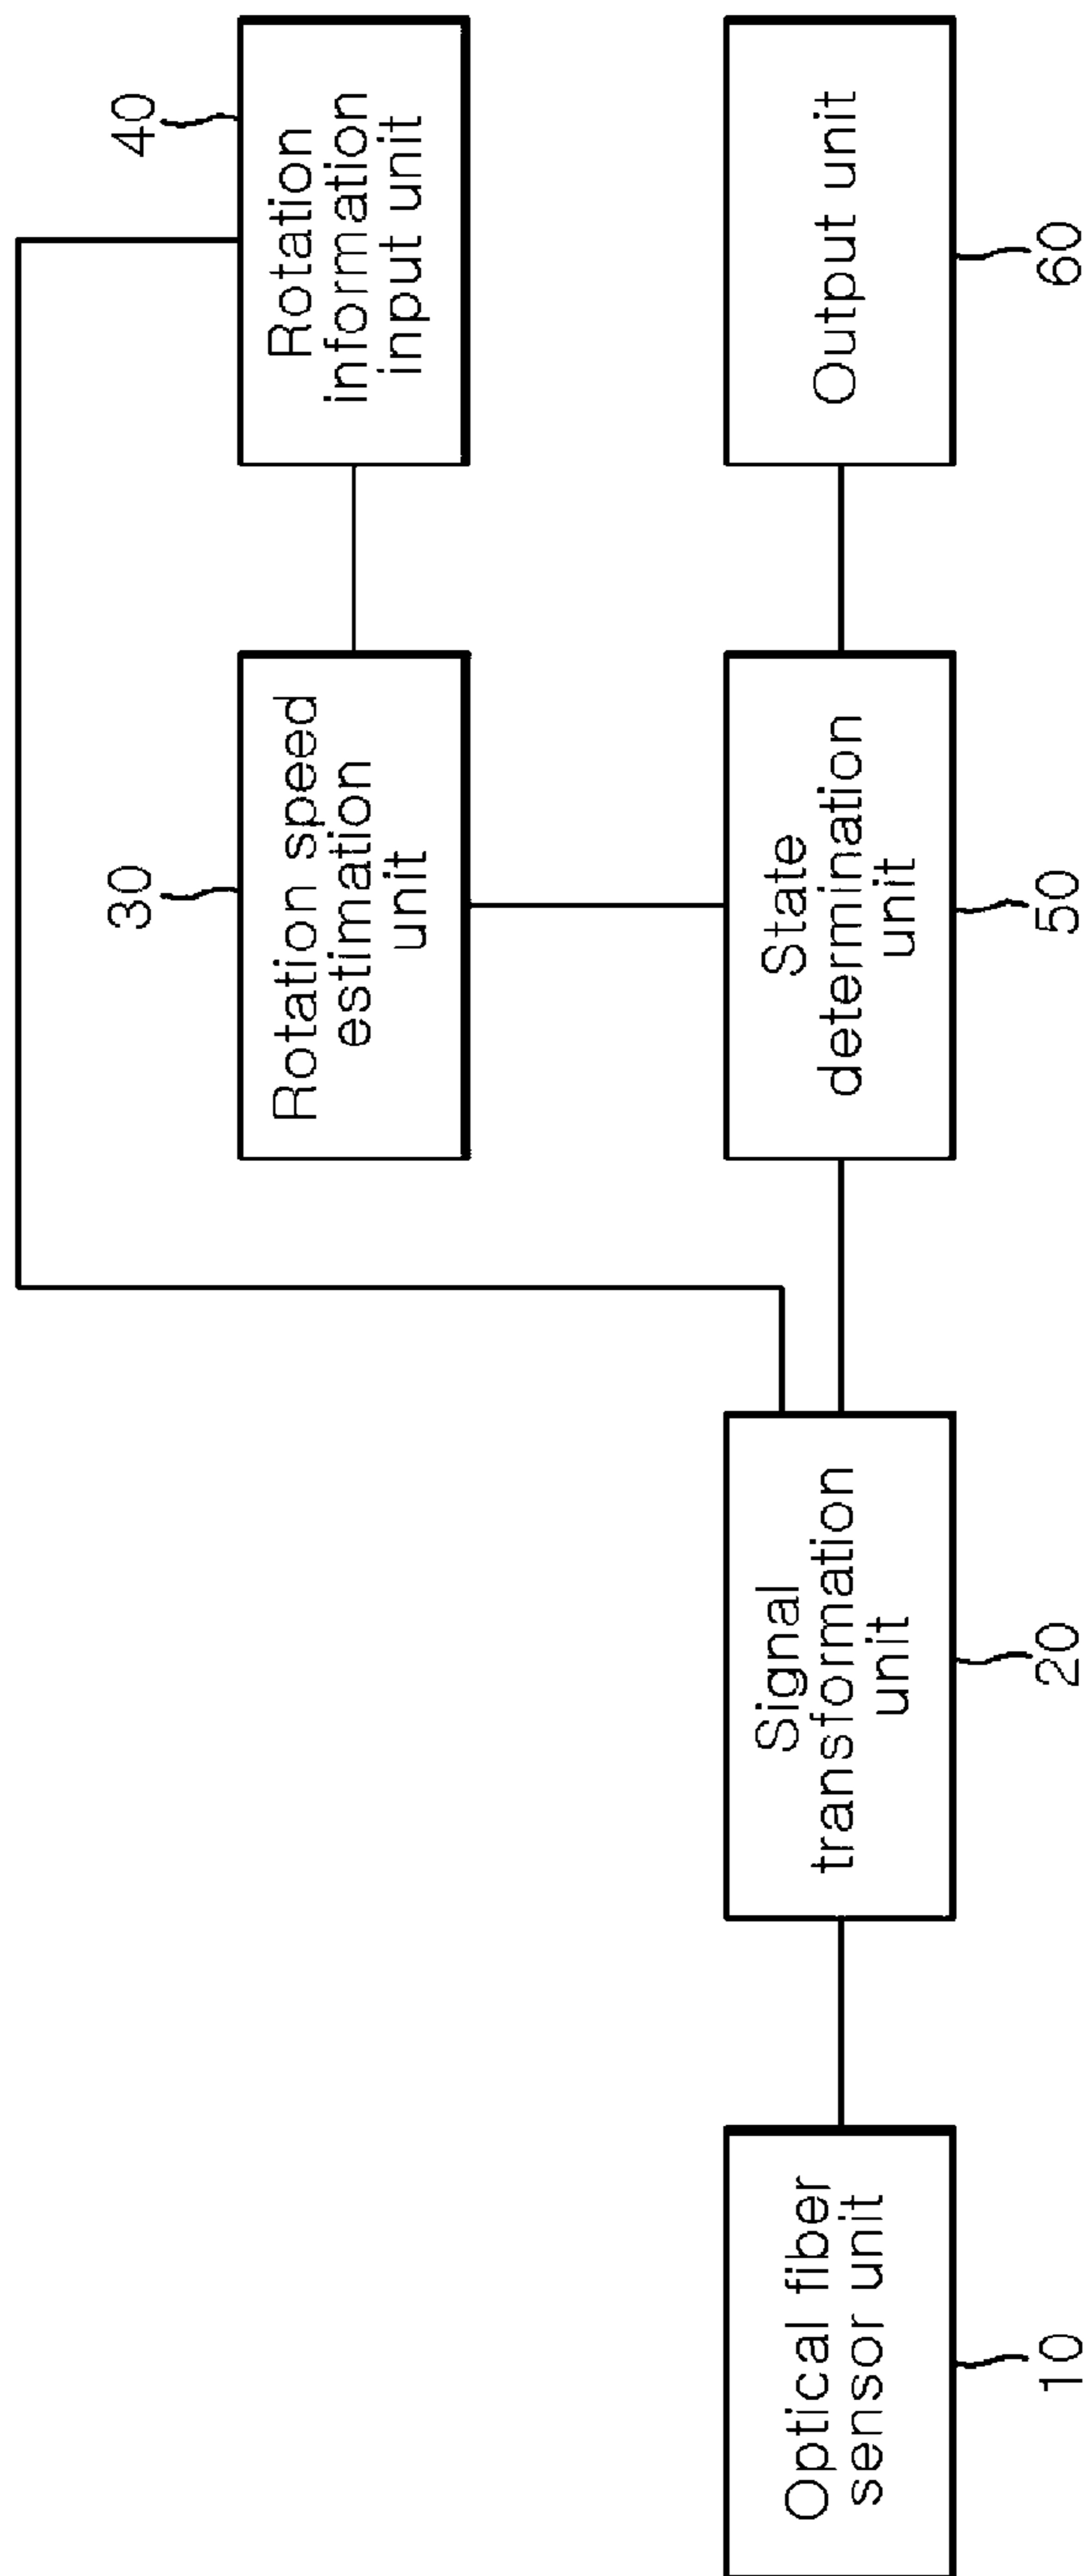 30
Rotation speed
estimation
unit
40
Rotation
information
input unit
Optical fiber
sensor unit
10
Signal
transformation
unit
20
State
determination
unit
50
Output unit
60